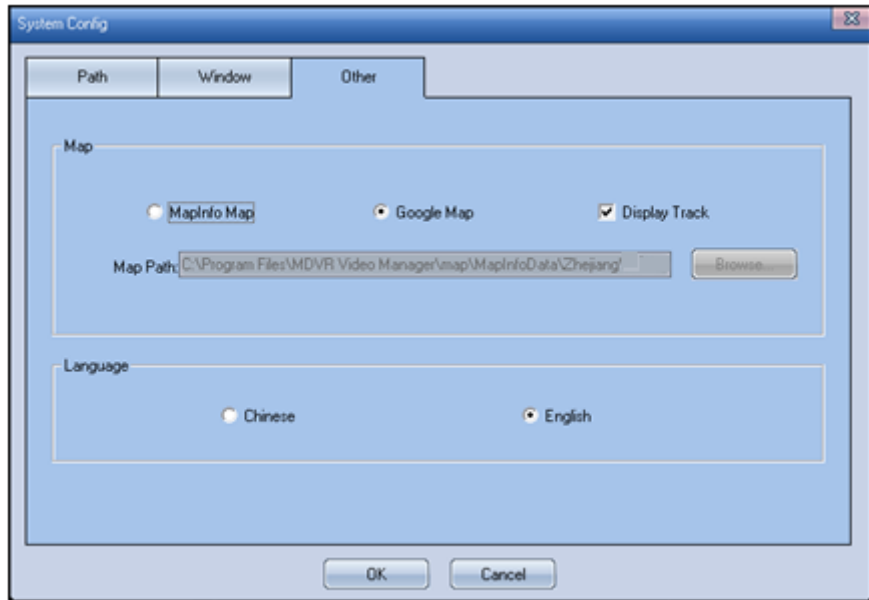 System Config
Path Window Other
Map
MapInfo Map Google Map Display Track
Map Path: C:\Program Files\MDVR Video Manager\map\MapInfoData\Zhejiang\ Browse...
Language
Chinese English
OK Cancel